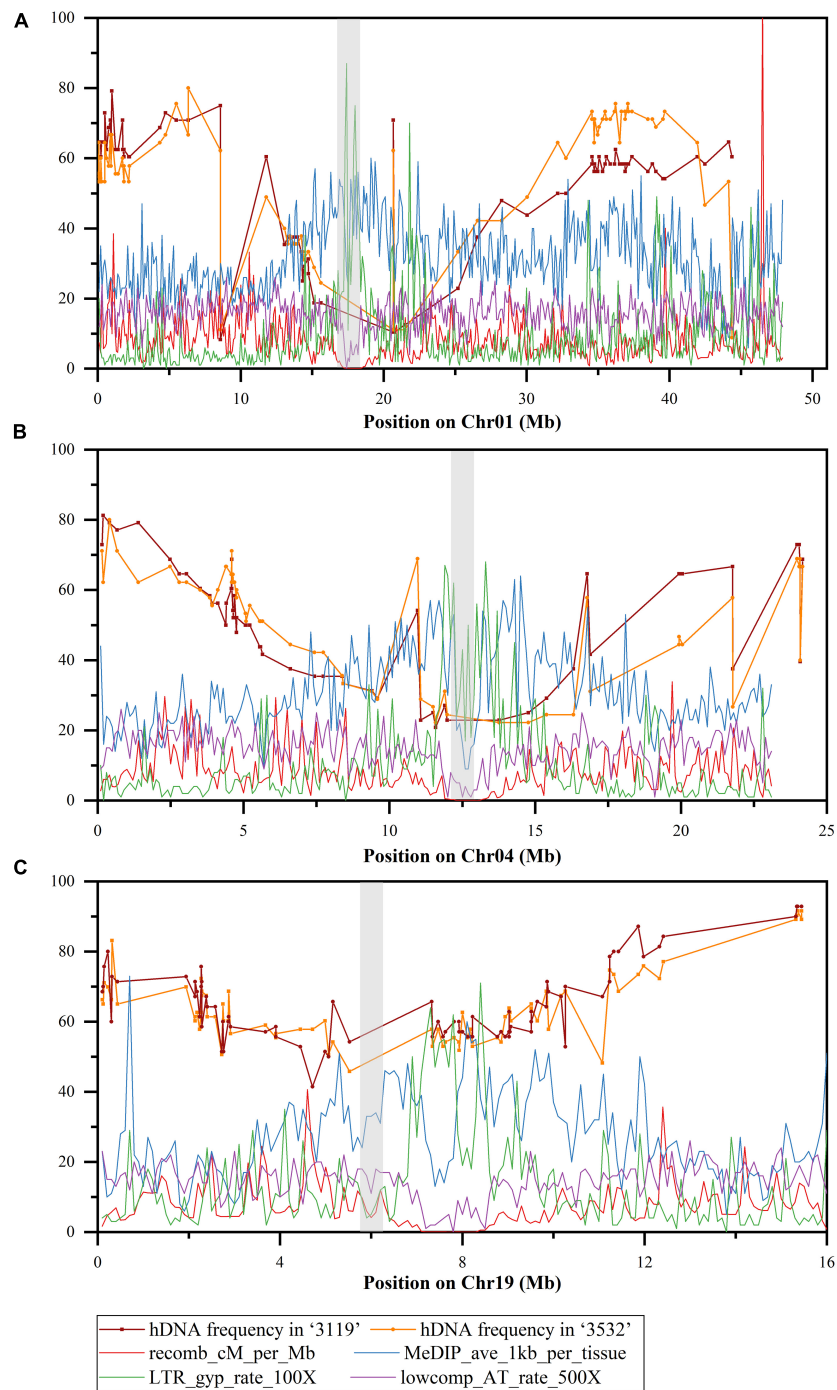 A
100
80
60
40
20
0
0 10 20 30 40 50
Position on Chr01 (Mb)
B
100
80
60
40
20
0
0 5 10 15 20 25
Position on Chr04 (Mb)
C
100
80
60
40
20
0
0 4 8 12 16
Position on Chr19 (Mb)
hDNA frequency in ‘3119’ hDNA frequency in ‘3532’
recomb_cM_per_Mb MeDIP_ave_1kb_per_tissue
LTR_gyp_rate_100X lowcomp_AT_rate_500X